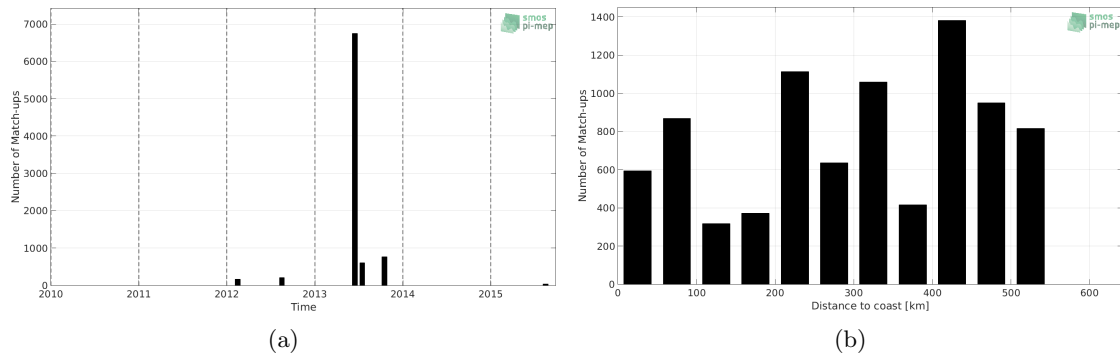 smos
pi-mep
Number of Match-ups
7000
6000
5000
4000
3000
2000
1000
0
2010 2011 2012 2013 2014 2015
Time
(a)
smos
pi-mep
Number of Match-ups
1400
1200
1000
800
600
400
200
0
0 100 200 300 400 500 600
Distance to coast [km]
(b)